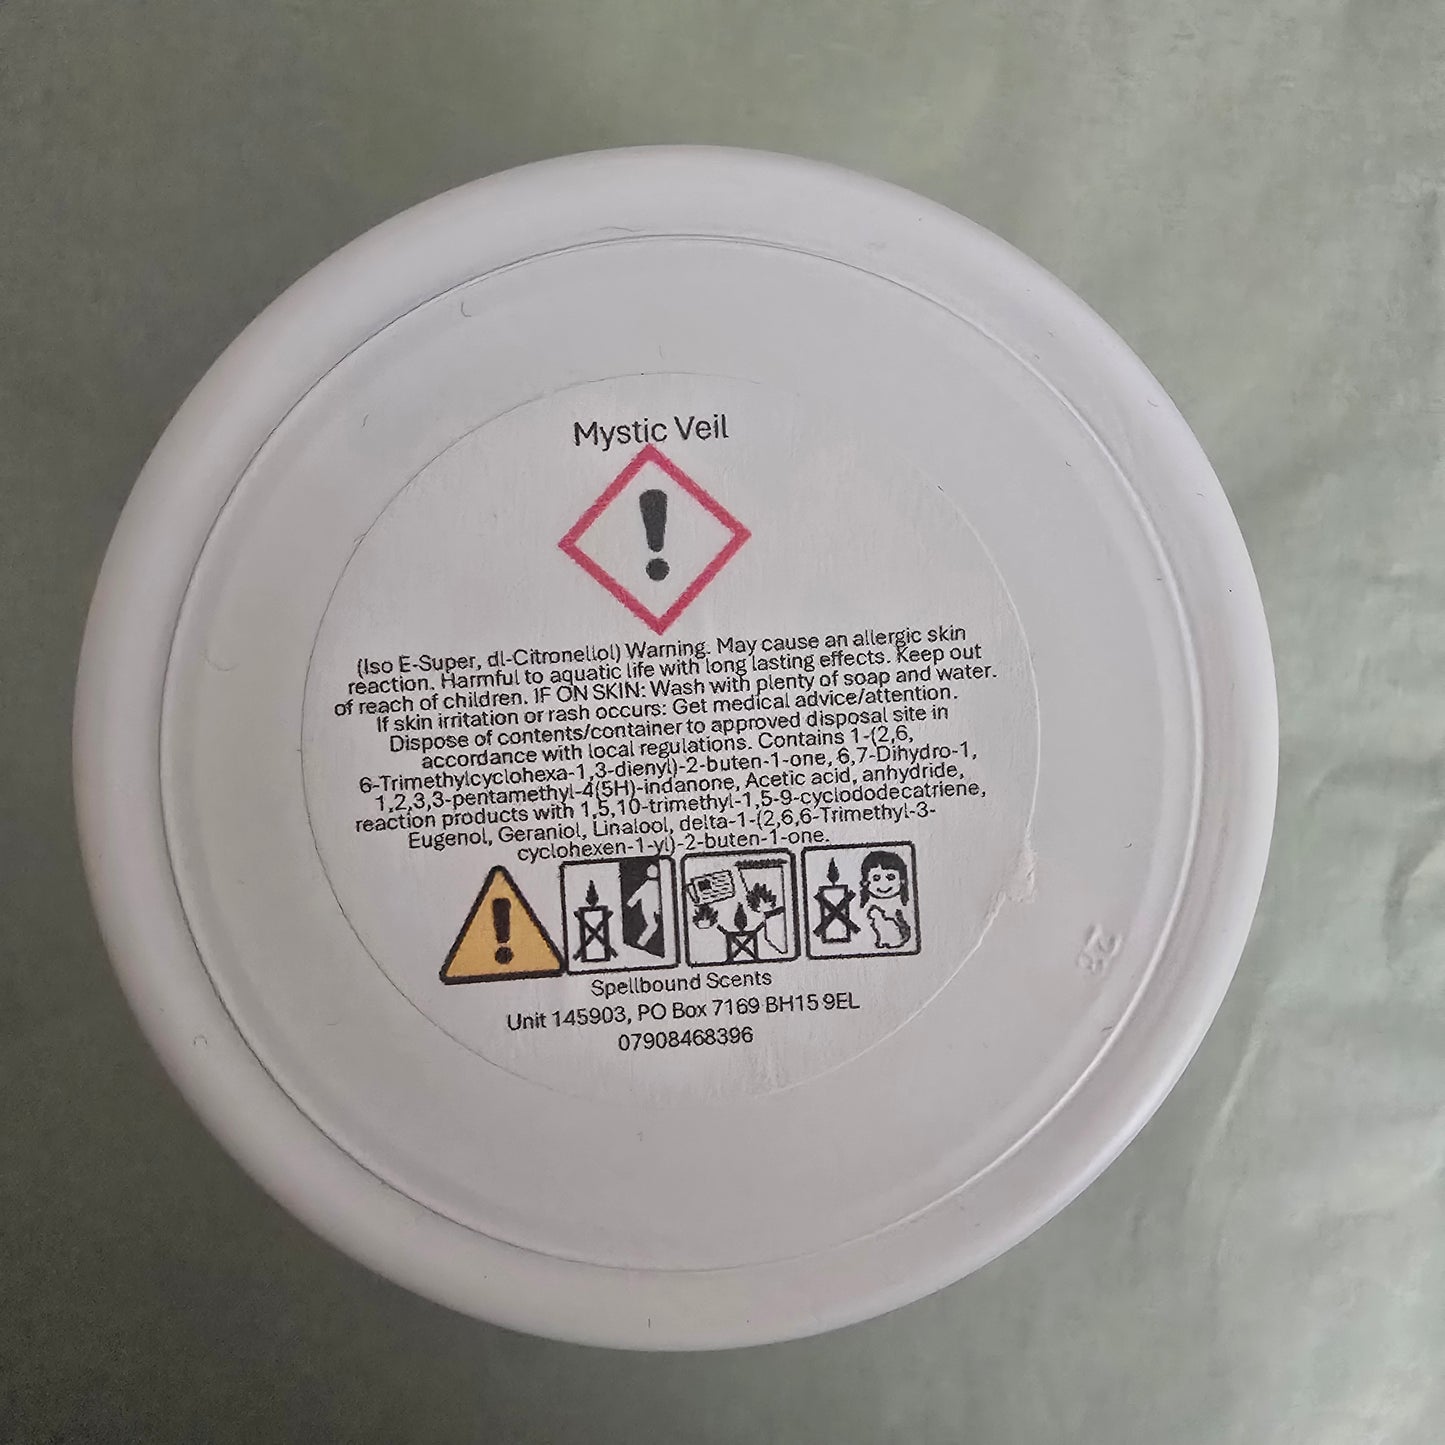 Mystic Veil
(Iso E-Super, dl-Citronellol) Warning. May cause an allergic skin
reaction. Harmful to aquatic life with long lasting effects. Keep out
of reach of children. IF ON SKIN: Wash with plenty of soap and water.
If skin irritation or rash occurs: Get medical advice/attention.
Dispose of contents/container to approved disposal site in
accordance with local regulations. Contains 1-(2,6,
6-Trimethylcyclohexa-1,3-dienyl)-2-buten-1-one, 6,7-Dihydro-1,
1,2,3,3-pentamethyl-4(5H)-indanone, Acetic acid, anhydride,
reaction products with 1,5,10-trimethyl-1,5-9-cyclododecatriene,
Eugenol, Geraniol, Linalool, delta-1-(2,6,6-Trimethyl-3-
cyclohexen-1-yl)-2-buten-1-one.
Spellbound Scents
Unit 145903, PO Box 7169 BH15 9EL
07908468396